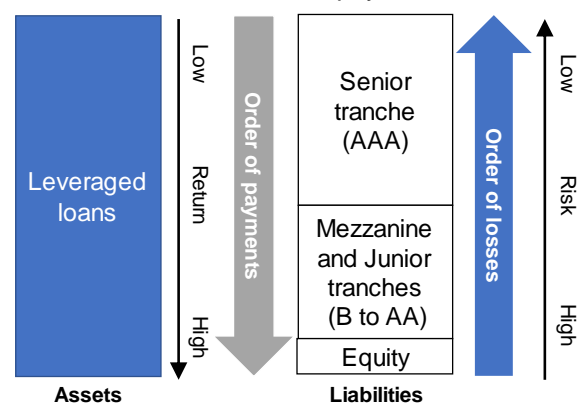 Leveraged
loans
Low
Return
High
Order of payments
Senior
tranche
(AAA)
Mezzanine
and Junior
tranches
(B to AA)
Equity
Order of losses
Low
Risk
High
Assets
Liabilities